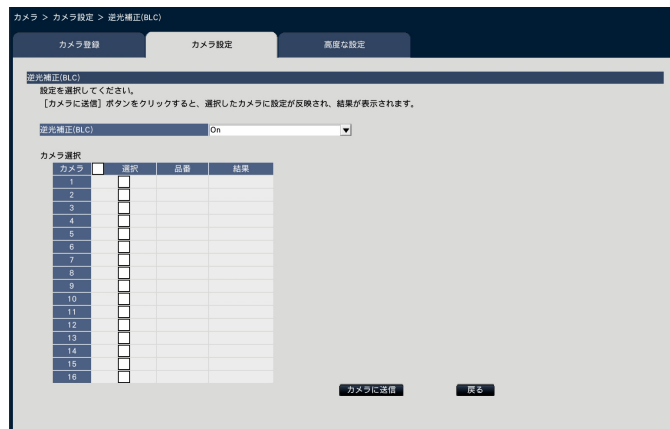 カメラ > カメラ設定 > 逆光補正(BLC)
カメラ登録 カメラ設定 高度な設定
逆光補正(BLC)
設定を選択してください。
［カメラに送信］ボタンをクリックすると、選択したカメラに設定が反映され、結果が表示されます。
逆光補正(BLC) On
カメラ選択
カメラ 選択 品番 結果
1
2
3
4
5
6
7
8
9
10
11
12
13
14
15
16
カメラに送信 戻る